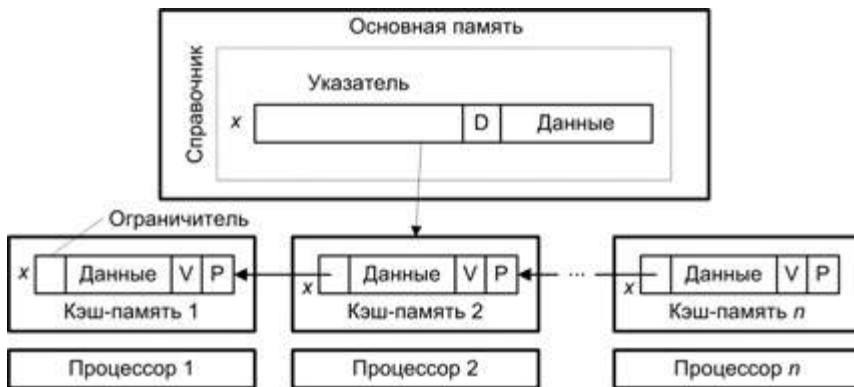 Основная память
Справочник
Указатель
x D Данные
Ограничитель
x Данные V P
x Данные V P
...
x Данные V P
Кэш-память 1
Кэш-память 2
Кэш-память n
Процессор 1
Процессор 2
Процессор n